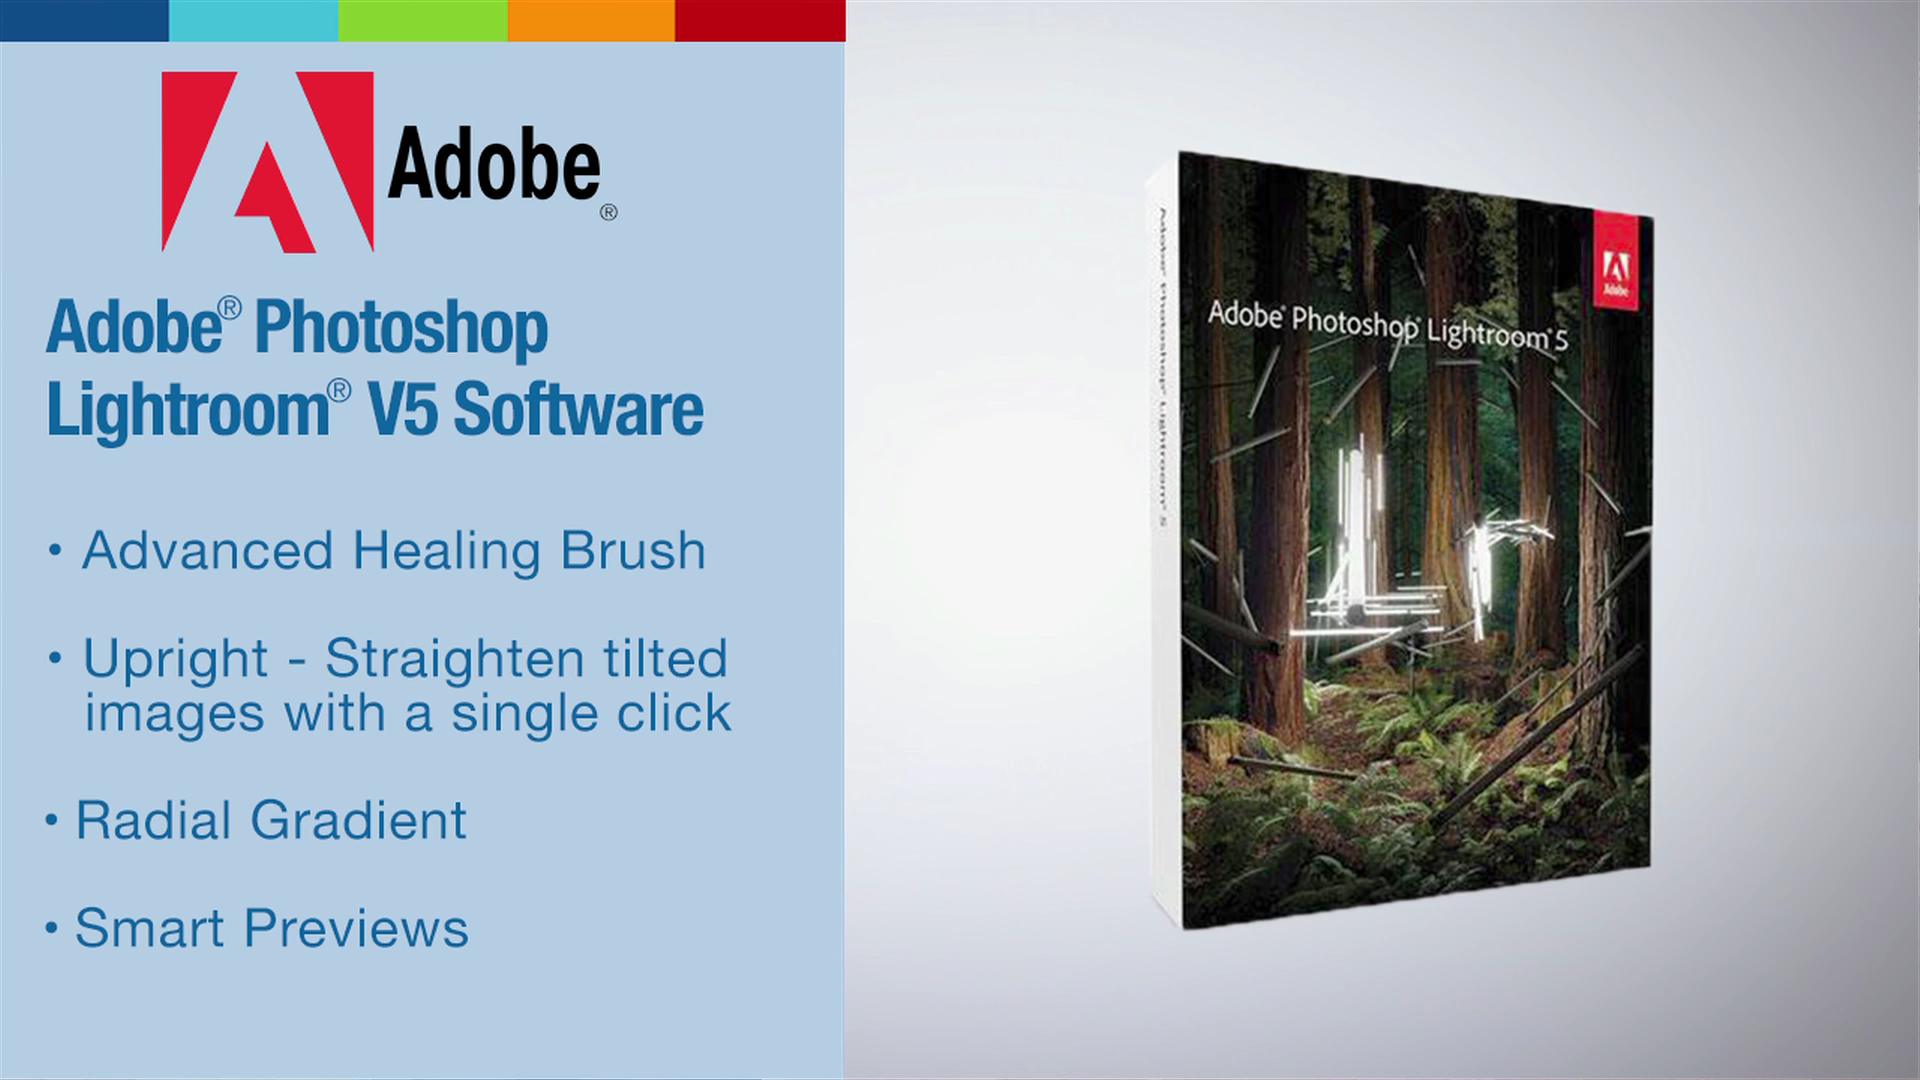 Adobe®
Adobe® Photoshop
Lightroom® V5 Software
• Advanced Healing Brush
• Upright - Straighten tilted
images with a single click
• Radial Gradient
• Smart Previews
Adobe
Adobe® Photoshop® Lightroom® 5
Lr
Adobe® Photoshop® Lightroom® 5